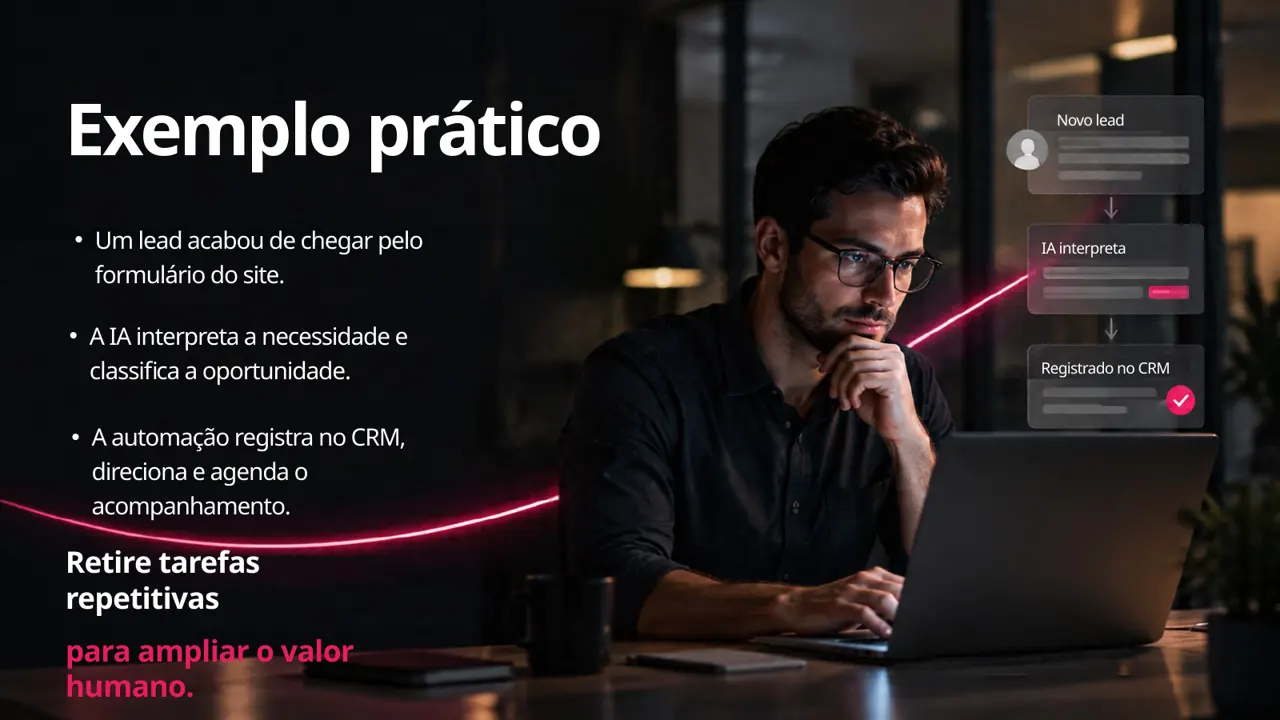 Exemplo prático
• Um lead acabou de chegar pelo
formulário do site.
• A IA interpreta a necessidade e
classifica a oportunidade.
• A automação registra no CRM,
direciona e agenda o
acompanhamento.
Retire tarefas
repetitivas
para ampliar o valor
humano.
Novo lead
IA interpreta
Registrado no CRM